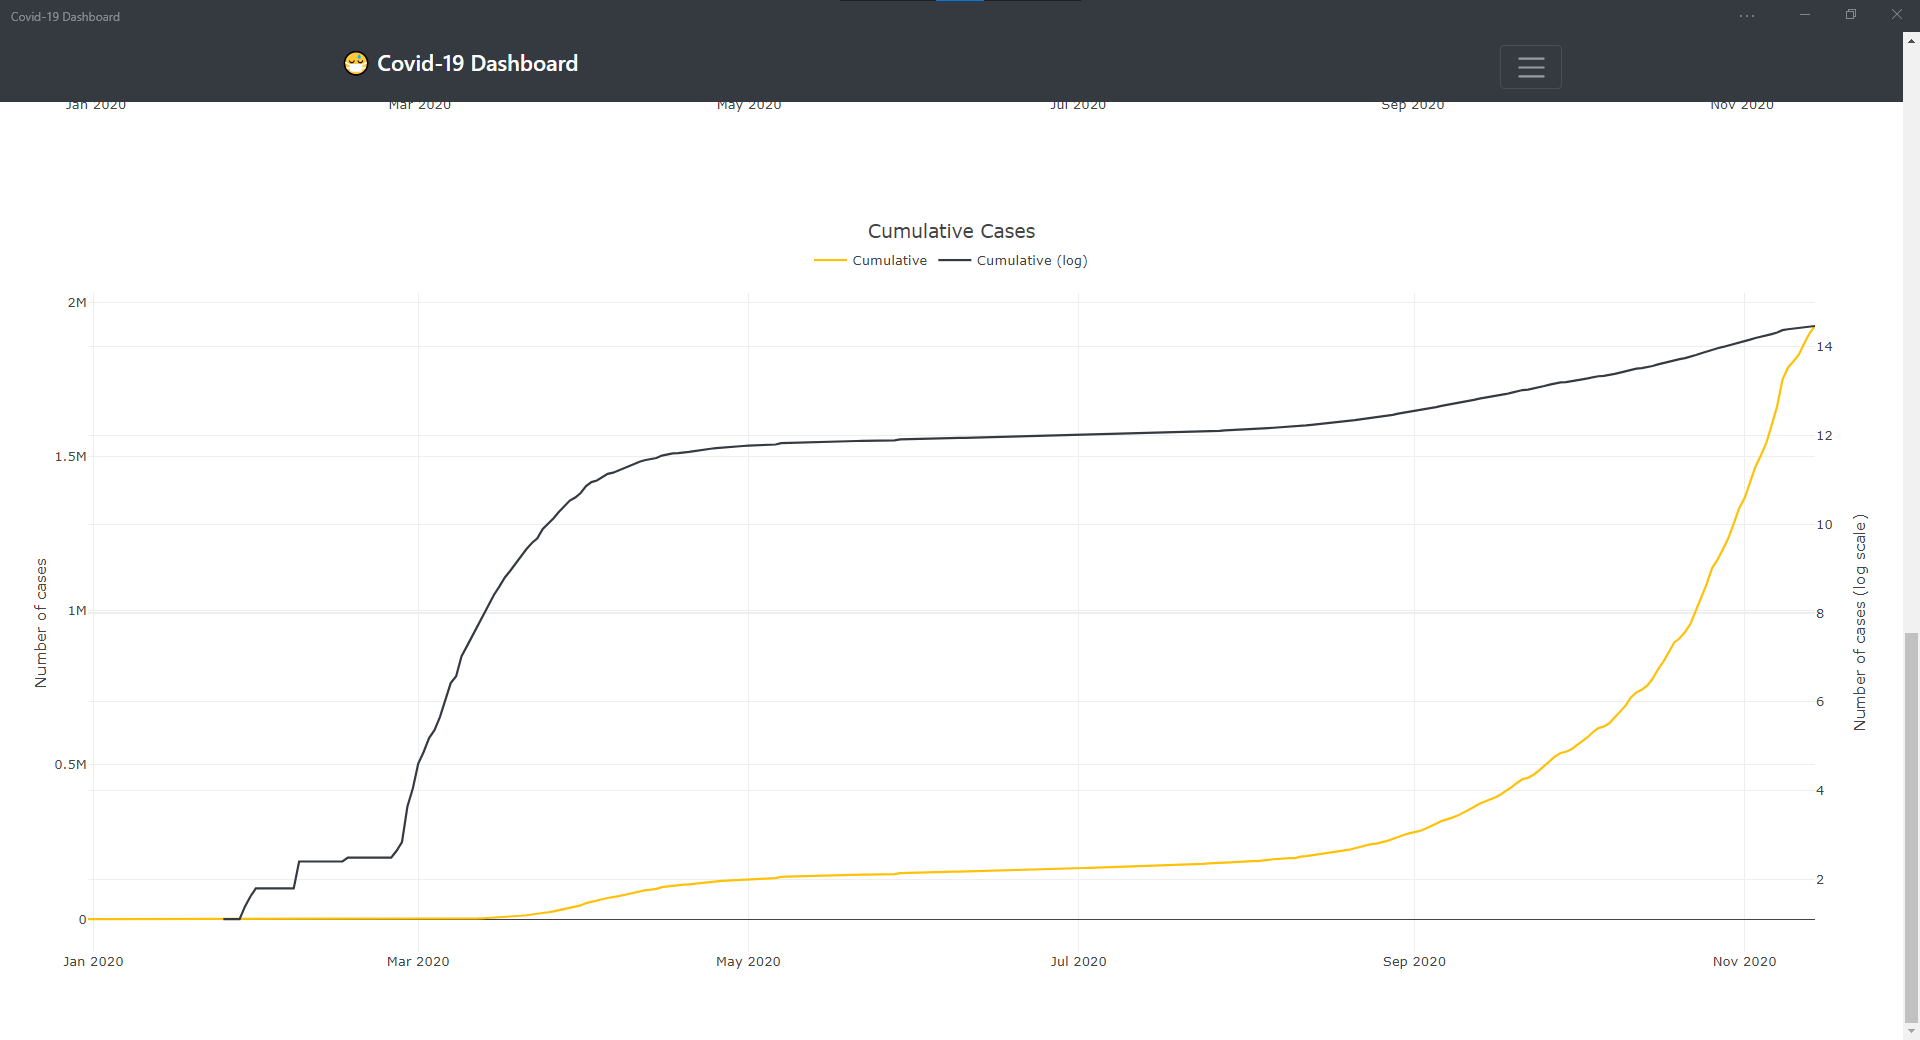 Covid-19 Dashboard
Covid-19 Dashboard
Jan 2020 Mar 2020 May 2020 Jul 2020 Sep 2020 Nov 2020
Cumulative Cases
Cumulative Cumulative (log)
2M
14
12
1.5M
10
1M
8
6
0.5M
4
2
0
Number of cases
Number of cases (log scale)
Jan 2020 Mar 2020 May 2020 Jul 2020 Sep 2020 Nov 2020